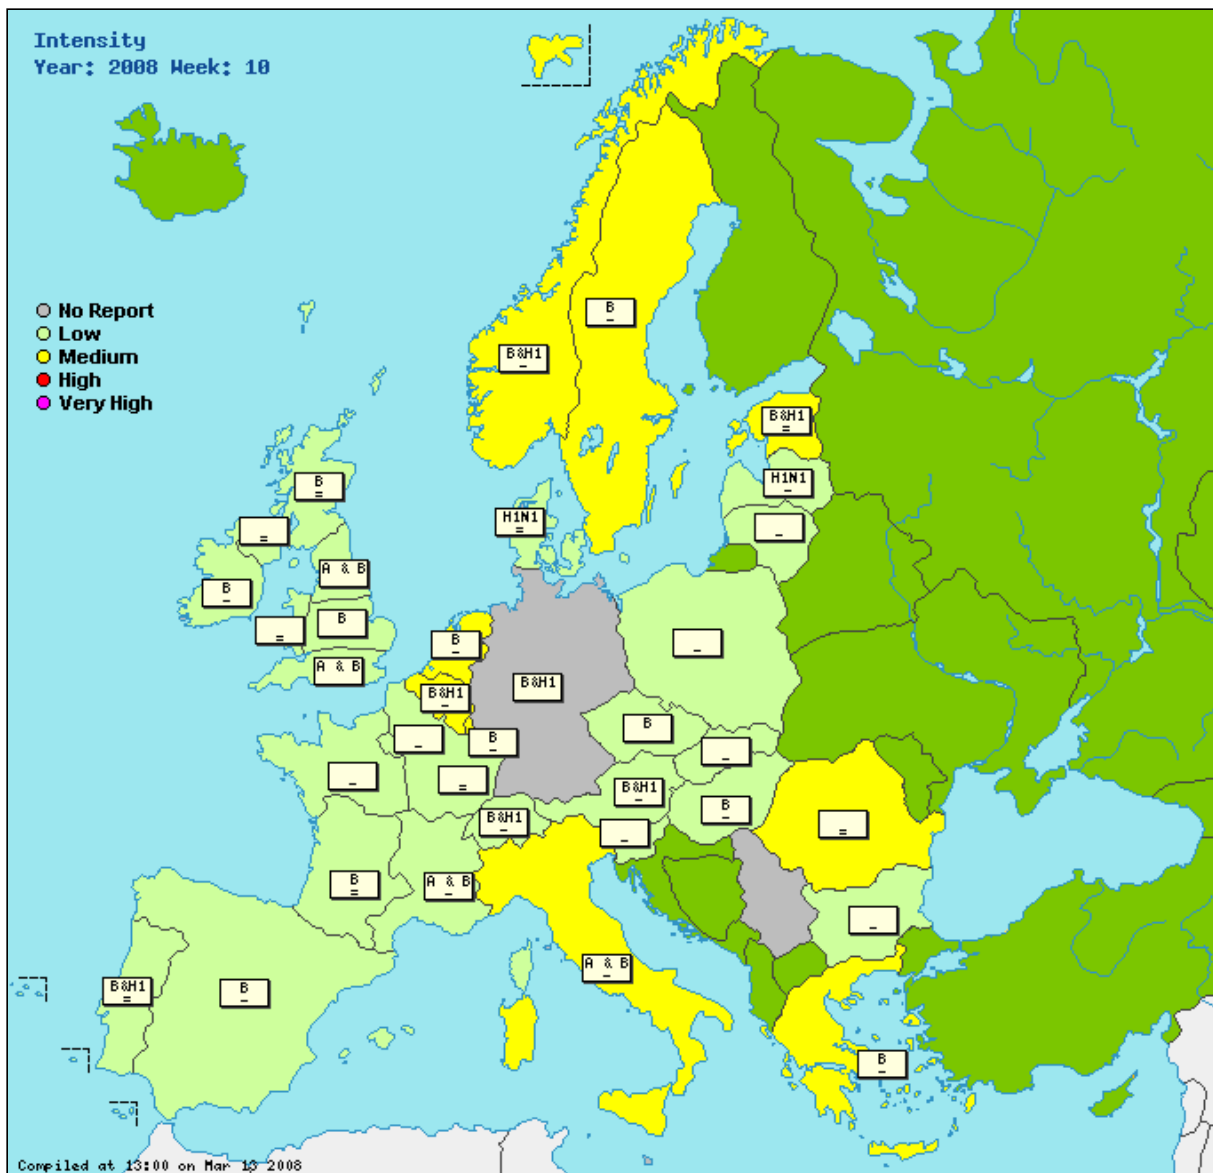 Intensity
Year: 2008 Week: 10
No Report
Low
Medium
High
Very High
B
–
B&H1
–
B&H1
=
H1N1
–
B
=
H1N1
=
=
–
A & B
B
–
B
=
B
–
–
A & B
B&H1
B&H1
–
B
B
–
–
–
–
=
B&H1
–
B
–
B&H1
–
=
–
B
=
A & B
–
–
A & B
–
B&H1
=
B
–
B
–
Compiled at 13:00 on Mar 13 2008